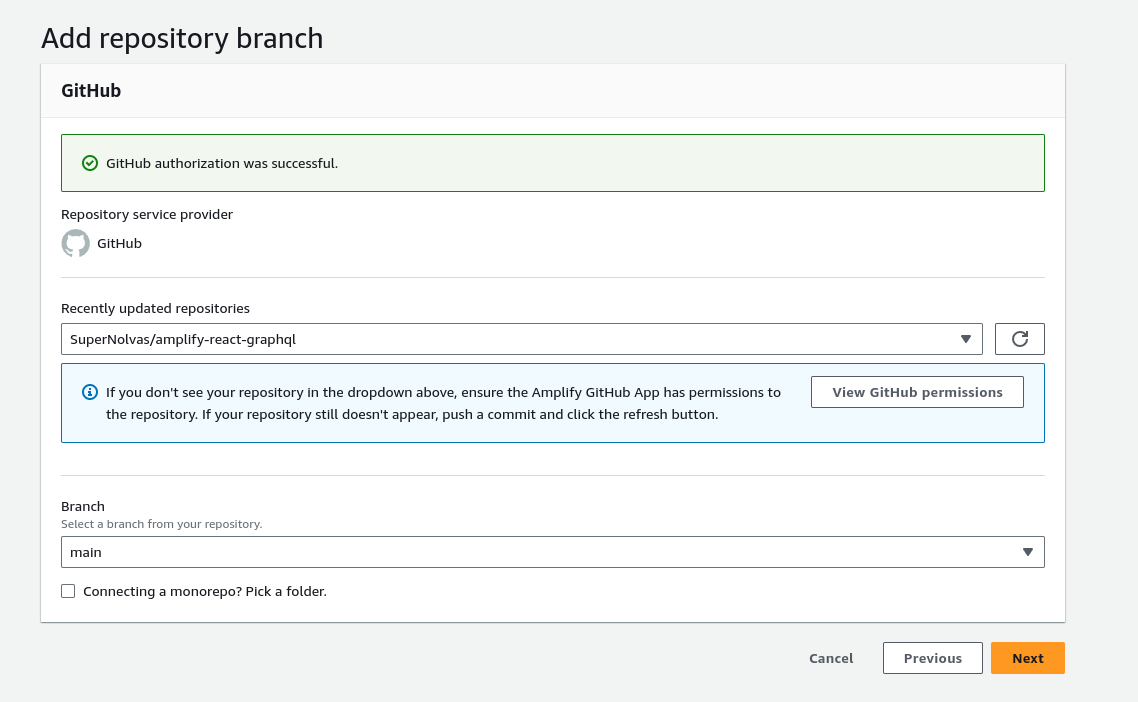 Add repository branch
GitHub
GitHub authorization was successful.
Repository service provider
GitHub
Recently updated repositories
SuperNolvas/amplify-react-graphql
If you don't see your repository in the dropdown above, ensure the Amplify GitHub App has permissions to
the repository. If your repository still doesn't appear, push a commit and click the refresh button.
View GitHub permissions
Branch
Select a branch from your repository.
main
Connecting a monorepo? Pick a folder.
Cancel
Previous
Next